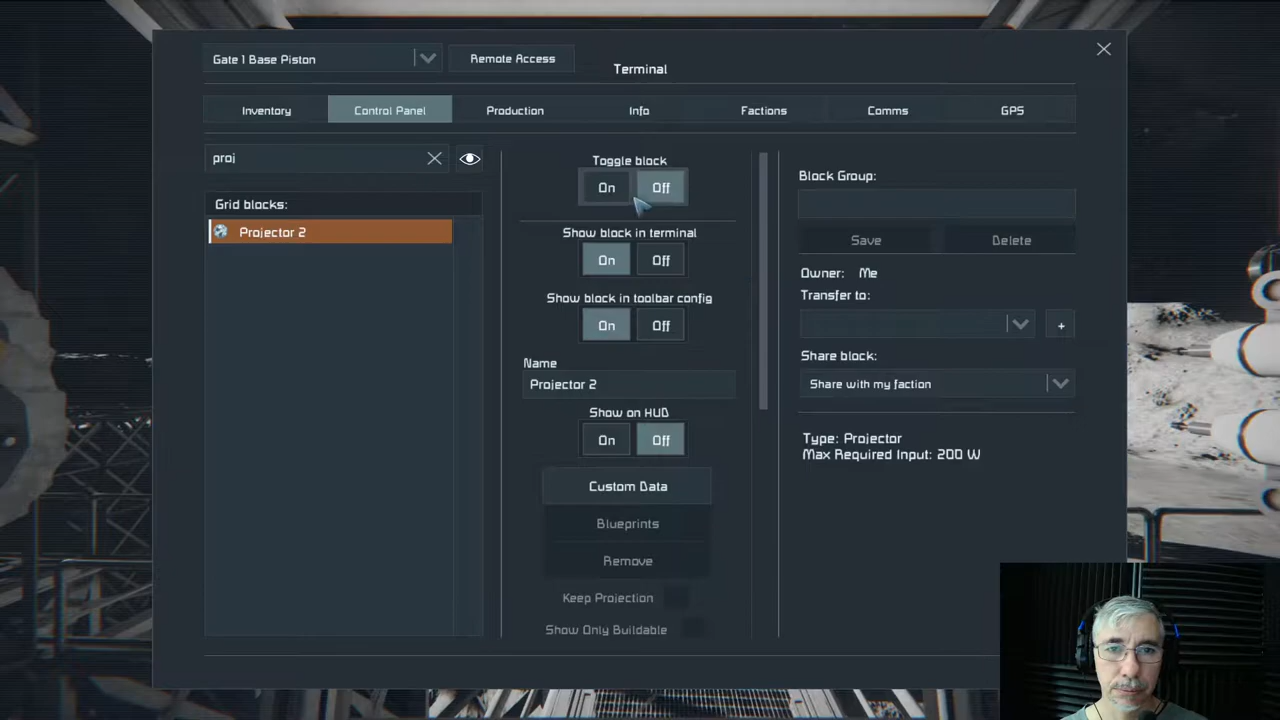 Gate 1 Base Piston
Remote Access
Terminal
Inventory
Control Panel
Production
Info
Factions
Comms
GPS
proj
Grid blocks:
Projector 2
Toggle block
On
Off
Show block in terminal
On
Off
Show block in toolbar config
On
Off
Name
Projector 2
Show on HUD
On
Off
Custom Data
Blueprints
Remove
Keep Projection
Show Only Buildable
Block Group:
Save
Delete
Owner: Me
Transfer to:
+
Share block:
Share with my faction
Type: Projector
Max Required Input: 200 W